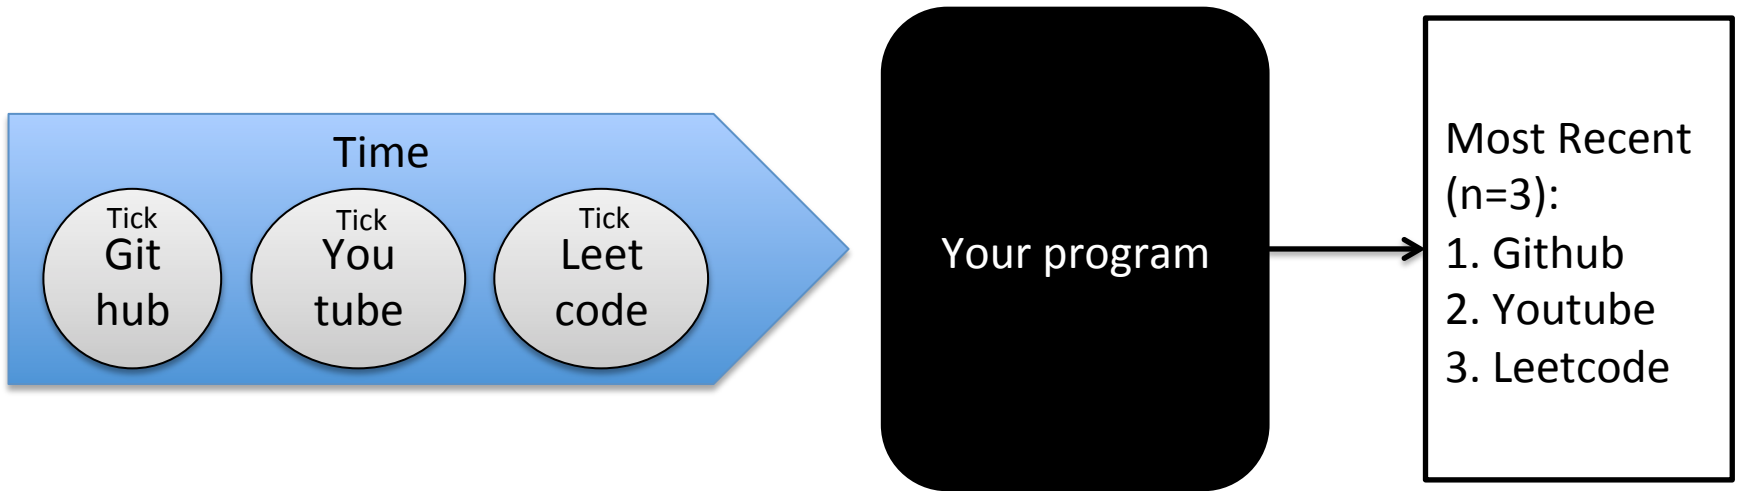 Time
Tick
Git
hub
Tick
You
tube
Tick
Leet
code
Your program
Most Recent
(n=3):
1. Github
2. Youtube
3. Leetcode